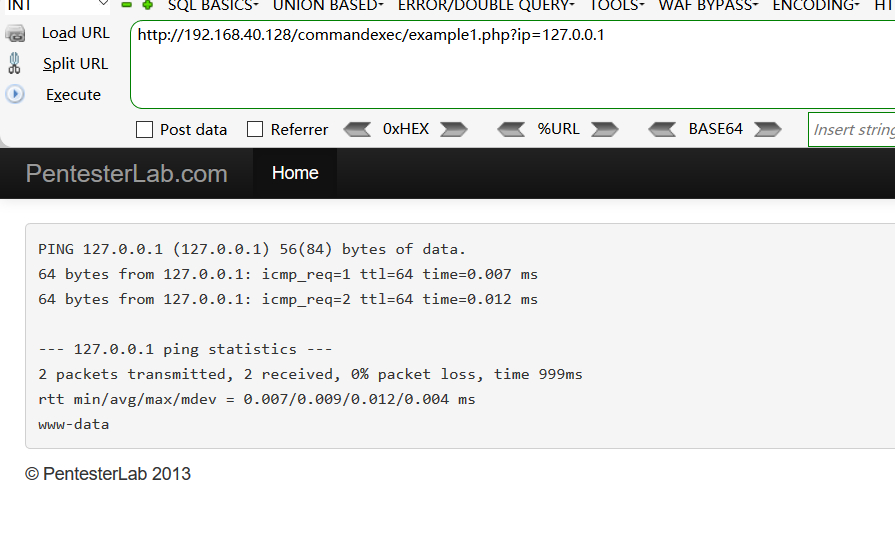 INT SQL BASICS UNION BASED ERROR/DOUBLE QUERY TOOLS WAF BYPASS ENCODING HT
Load URL http://192.168.40.128/commandexec/example1.php?ip=127.0.0.1
Split URL
Execute
Post data Referrer 0xHEX %URL BASE64 Insert string
PentesterLab.com Home
PING 127.0.0.1 (127.0.0.1) 56(84) bytes of data.
64 bytes from 127.0.0.1: icmp_req=1 ttl=64 time=0.007 ms
64 bytes from 127.0.0.1: icmp_req=2 ttl=64 time=0.012 ms
--- 127.0.0.1 ping statistics ---
2 packets transmitted, 2 received, 0% packet loss, time 999ms
rtt min/avg/max/mdev = 0.007/0.009/0.012/0.004 ms
www-data
© PentesterLab 2013